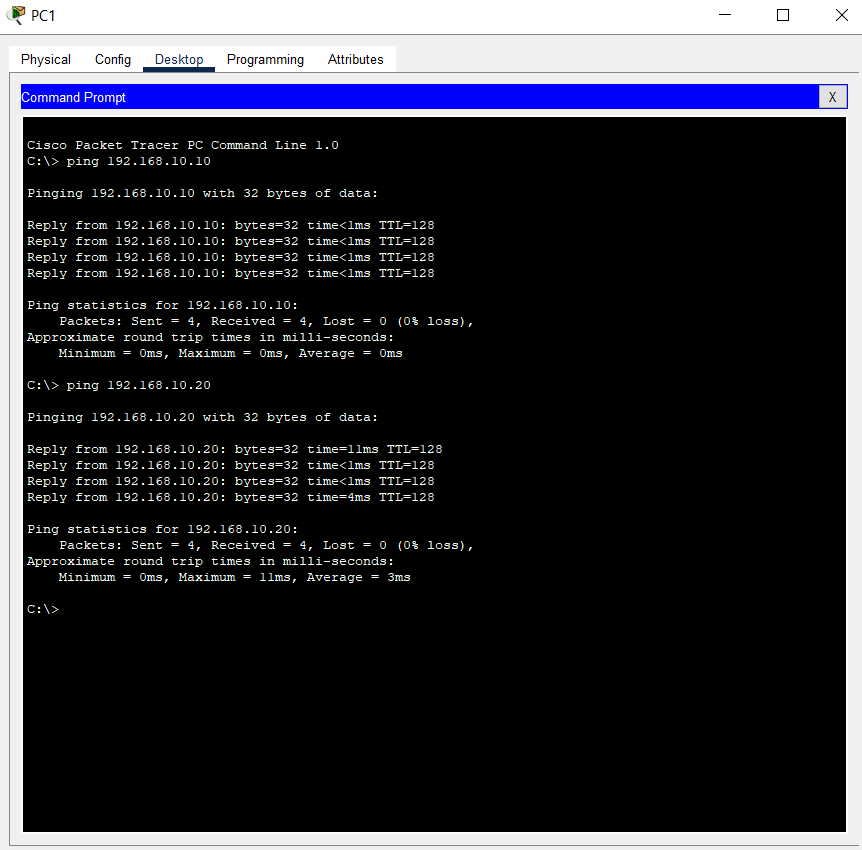 PC1
Physical Config Desktop Programming Attributes
Command Prompt X
Cisco Packet Tracer PC Command Line 1.0
C:\> ping 192.168.10.10
Pinging 192.168.10.10 with 32 bytes of data:
Reply from 192.168.10.10: bytes=32 time<1ms TTL=128
Reply from 192.168.10.10: bytes=32 time<1ms TTL=128
Reply from 192.168.10.10: bytes=32 time<1ms TTL=128
Reply from 192.168.10.10: bytes=32 time<1ms TTL=128
Ping statistics for 192.168.10.10:
Packets: Sent = 4, Received = 4, Lost = 0 (0% loss),
Approximate round trip times in milli-seconds:
Minimum = 0ms, Maximum = 0ms, Average = 0ms
C:\> ping 192.168.10.20
Pinging 192.168.10.20 with 32 bytes of data:
Reply from 192.168.10.20: bytes=32 time=11ms TTL=128
Reply from 192.168.10.20: bytes=32 time<1ms TTL=128
Reply from 192.168.10.20: bytes=32 time<1ms TTL=128
Reply from 192.168.10.20: bytes=32 time=4ms TTL=128
Ping statistics for 192.168.10.20:
Packets: Sent = 4, Received = 4, Lost = 0 (0% loss),
Approximate round trip times in milli-seconds:
Minimum = 0ms, Maximum = 11ms, Average = 3ms
C:\>